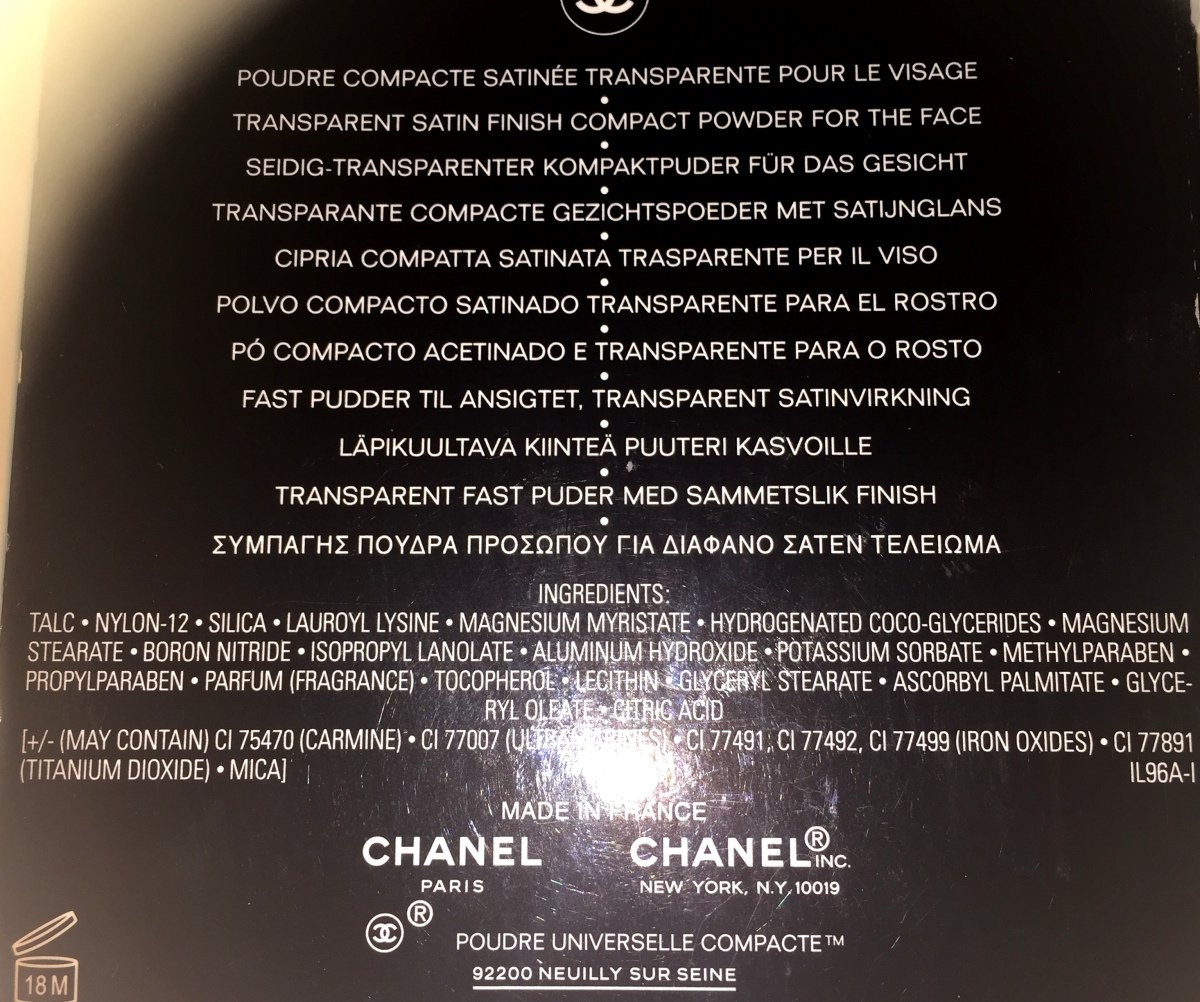 POUDRE COMPACTE SATINÉE TRANSPARENTE POUR LE VISAGE
•
TRANSPARENT SATIN FINISH COMPACT POWDER FOR THE FACE
•
SEIDIG-TRANSPARENTER KOMPAKTPUDER FÜR DAS GESICHT
•
TRANSPARANTE COMPACTE GEZICHTSPOEDER MET SATIJNGLANS
•
CIPRIA COMPATTA SATINATA TRASPARENTE PER IL VISO
•
POLVO COMPACTO SATINADO TRANSPARENTE PARA EL ROSTRO
•
PÓ COMPACTO ACETINADO E TRANSPARENTE PARA O ROSTO
•
FAST PUDDER TIL ANSIGTET, TRANSPARENT SATINVIRKNING
•
LÄPIKUULTAVA KIINTEÄ PUUTERI KASVOILLE
•
TRANSPARENT FAST PUDER MED SAMMETSLIK FINISH
•
ΣΥΜΠΑΓΗΣ ΠΟΥΔΡΑ ΠΡΟΣΩΠΟΥ ΓΙΑ ΔΙΑΦΑΝΟ ΣΑΤΕΝ ΤΕΛΕΙΩΜΑ
INGREDIENTS:
TALC • NYLON-12 • SILICA • LAUROYL LYSINE • MAGNESIUM MYRISTATE • HYDROGENATED COCO-GLYCERIDES • MAGNESIUM
STEARATE • BORON NITRIDE • ISOPROPYL LANOLATE • ALUMINUM HYDROXIDE • POTASSIUM SORBATE • METHYLPARABEN •
PROPYLPARABEN • PARFUM (FRAGRANCE) • TOCOPHEROL • LECITHIN • GLYCERYL STEARATE • ASCORBYL PALMITATE • GLYCE-
RYL OLEATE • CITRIC ACID
[+/- (MAY CONTAIN) CI 75470 (CARMINE) • CI 77007 (ULTRAMARINES) • CI 77491, CI 77492, CI 77499 (IRON OXIDES) • CI 77891
(TITANIUM DIOXIDE) • MICA] IL96A-I
MADE IN FRANCE
CHANEL CHANEL® INC.
PARIS NEW YORK, N.Y. 10019
® POUDRE UNIVERSELLE COMPACTE™
92200 NEUILLY SUR SEINE
18 M